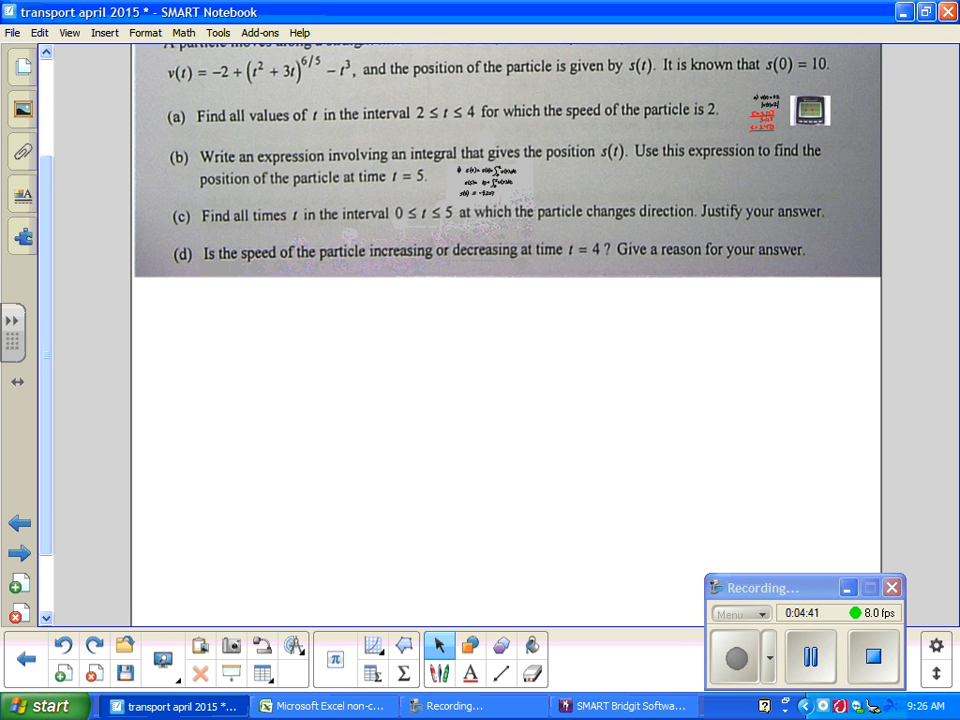 transport april 2015 * - SMART Notebook
File Edit View Insert Format Math Tools Add-ons Help
A particle moves along a straight
v(t) = −2 + (t² + 3t)^(6/5) − t³, and the position of the particle is given by s(t). It is known that s(0) = 10.
(a) Find all values of t in the interval 2 ≤ t ≤ 4 for which the speed of the particle is 2.
(b) Write an expression involving an integral that gives the position s(t). Use this expression to find the
position of the particle at time t = 5.
(c) Find all times t in the interval 0 ≤ t ≤ 5 at which the particle changes direction. Justify your answer.
(d) Is the speed of the particle increasing or decreasing at time t = 4 ? Give a reason for your answer.
Recording...
Menu 0:04:41 8.0 fps
π Σ A
start transport april 2015 *... Microsoft Excel non-c... Recording... SMART Bridgit Softwa... 9:26 AM